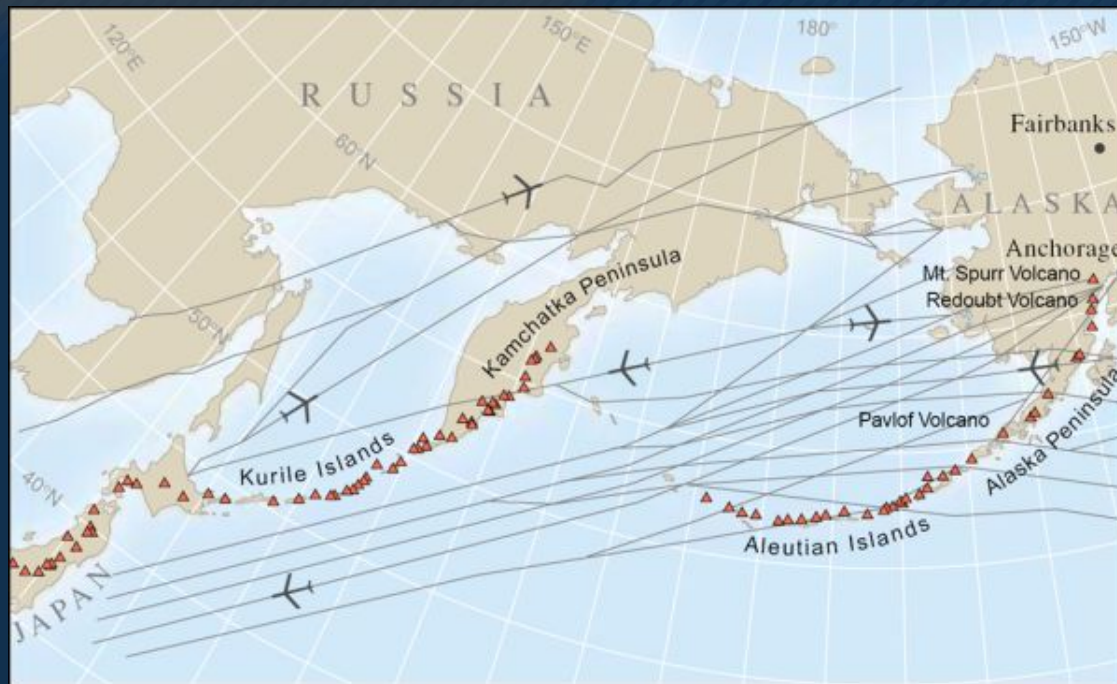 120°E
150°E
180°
150°W
RUSSIA
Fairbanks
60°N
ALASKA
Anchorage
Mt. Spurr Volcano
Redoubt Volcano
Kamchatka Peninsula
50°N
Pavlof Volcano
Alaska Peninsula
Kurile Islands
40°N
Aleutian Islands
JAPAN